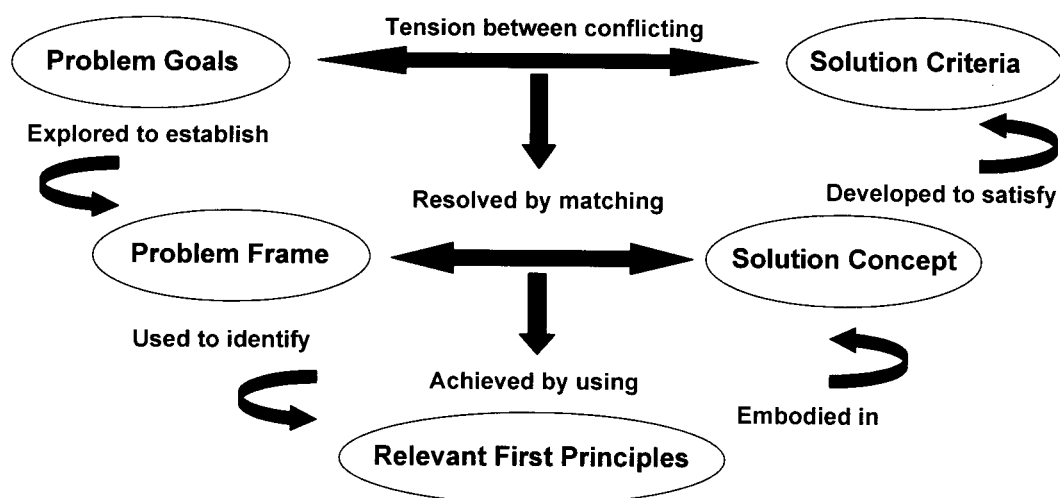 Tension between conflicting
Problem Goals
Solution Criteria
Explored to establish
Developed to satisfy
Resolved by matching
Problem Frame
Solution Concept
Used to identify
Achieved by using
Embodied in
Relevant First Principles